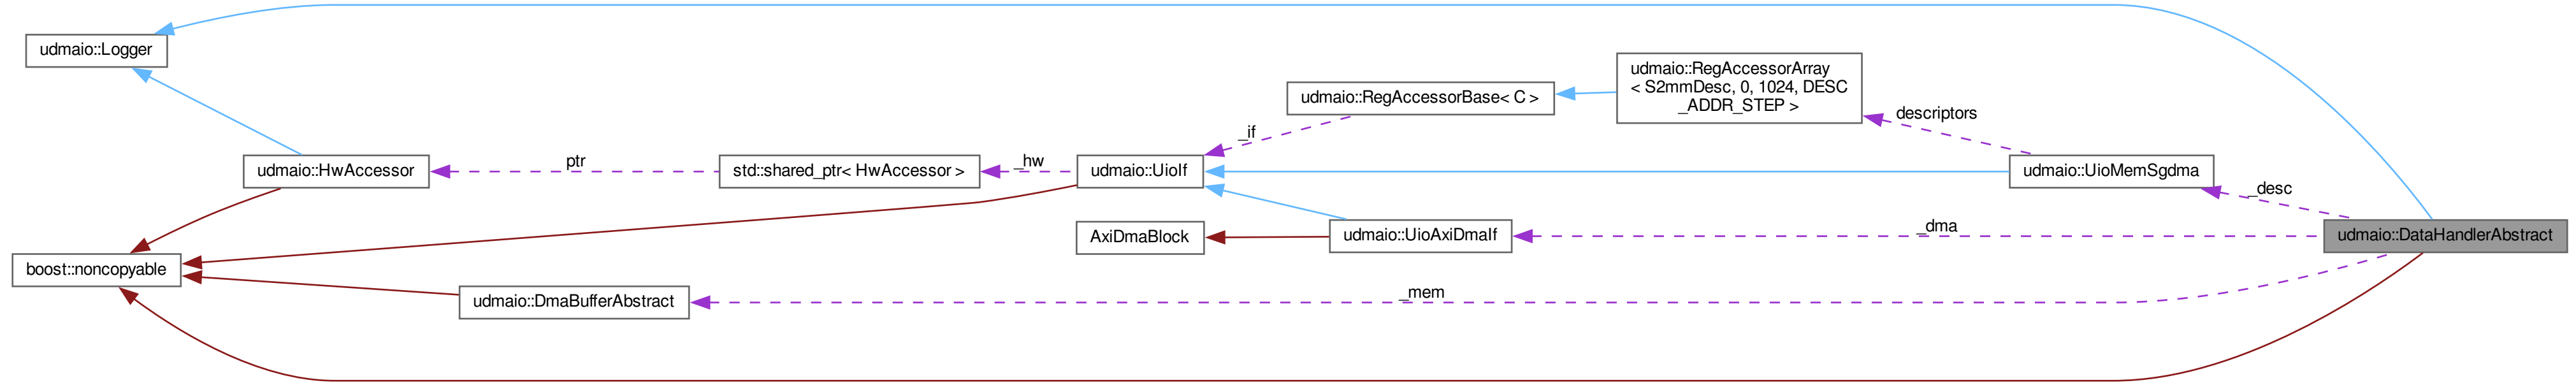 udmaio::Logger
udmaio::RegAccessorArray
< S2mmDesc, 0, 1024, DESC
_ADDR_STEP >
udmaio::RegAccessorBase< C >
descriptors
_if
udmaio::HwAccessor
ptr
std::shared_ptr< HwAccessor >
_hw
udmaio::UioIf
udmaio::UioMemSgdma
_desc
AxiDmaBlock
udmaio::UioAxiDmaIf
_dma
udmaio::DataHandlerAbstract
boost::noncopyable
udmaio::DmaBufferAbstract
_mem